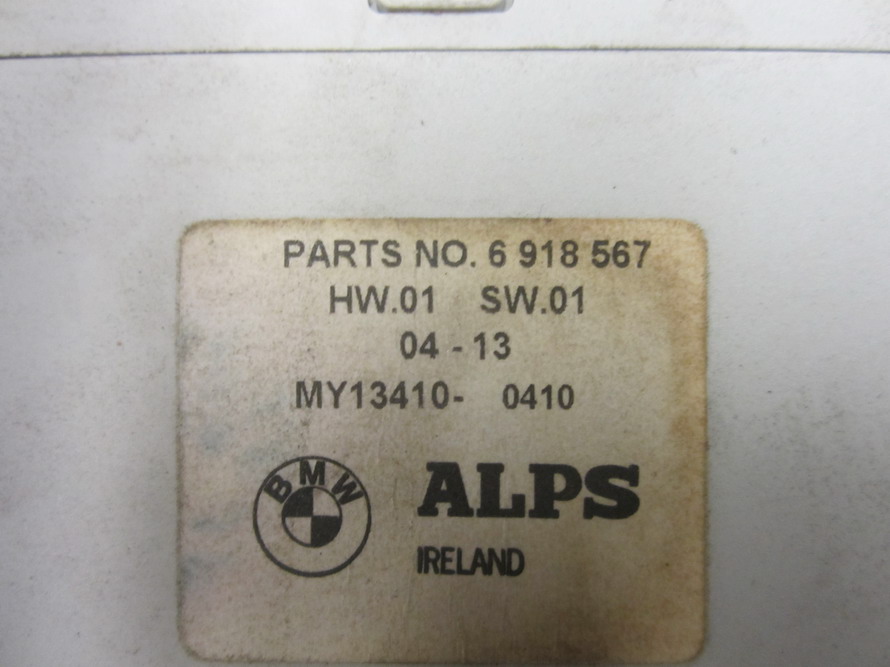 PARTS NO. 6 918 567
HW.01 SW.01
04 - 13
MY13410- 0410
BMW
ALPS
IRELAND